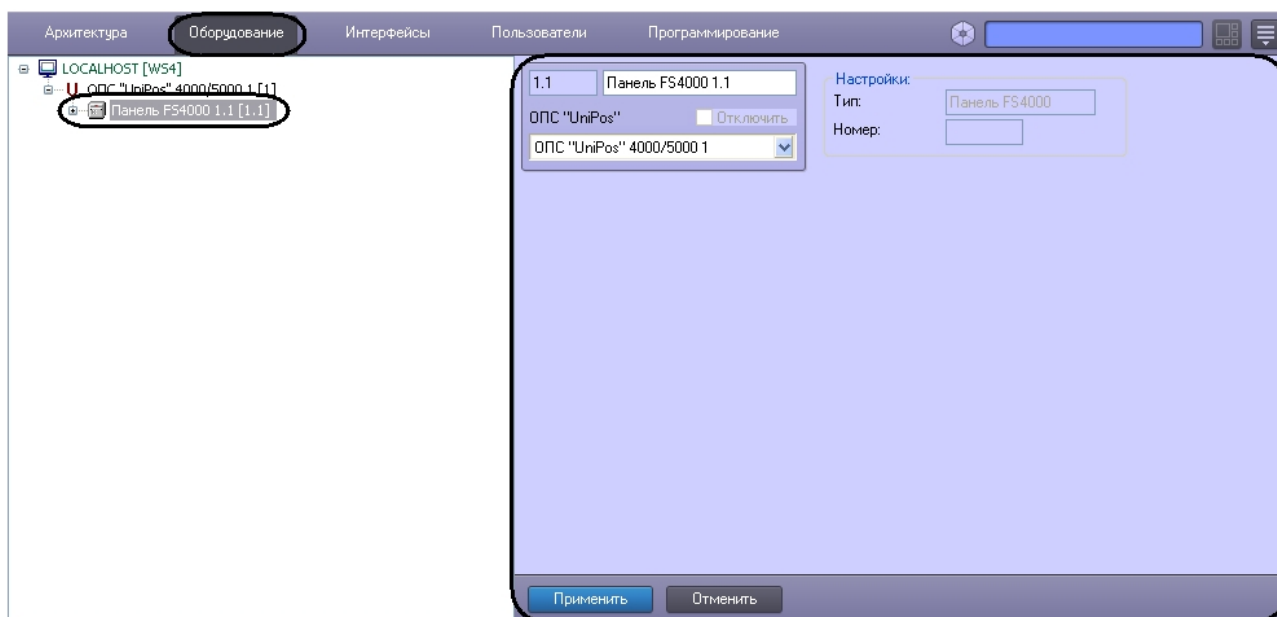 Архитектура Оборудование Интерфейсы Пользователи Программирование
LOCALHOST [WS4]
ОПС "UniPos" 4000/5000 1 [1]
Панель FS4000 1.1 [1.1]
1.1 Панель FS4000 1.1
ОПС "UniPos" Отключить
ОПС "UniPos" 4000/5000 1
Настройки:
Тип: Панель FS4000
Номер:
Применить Отменить